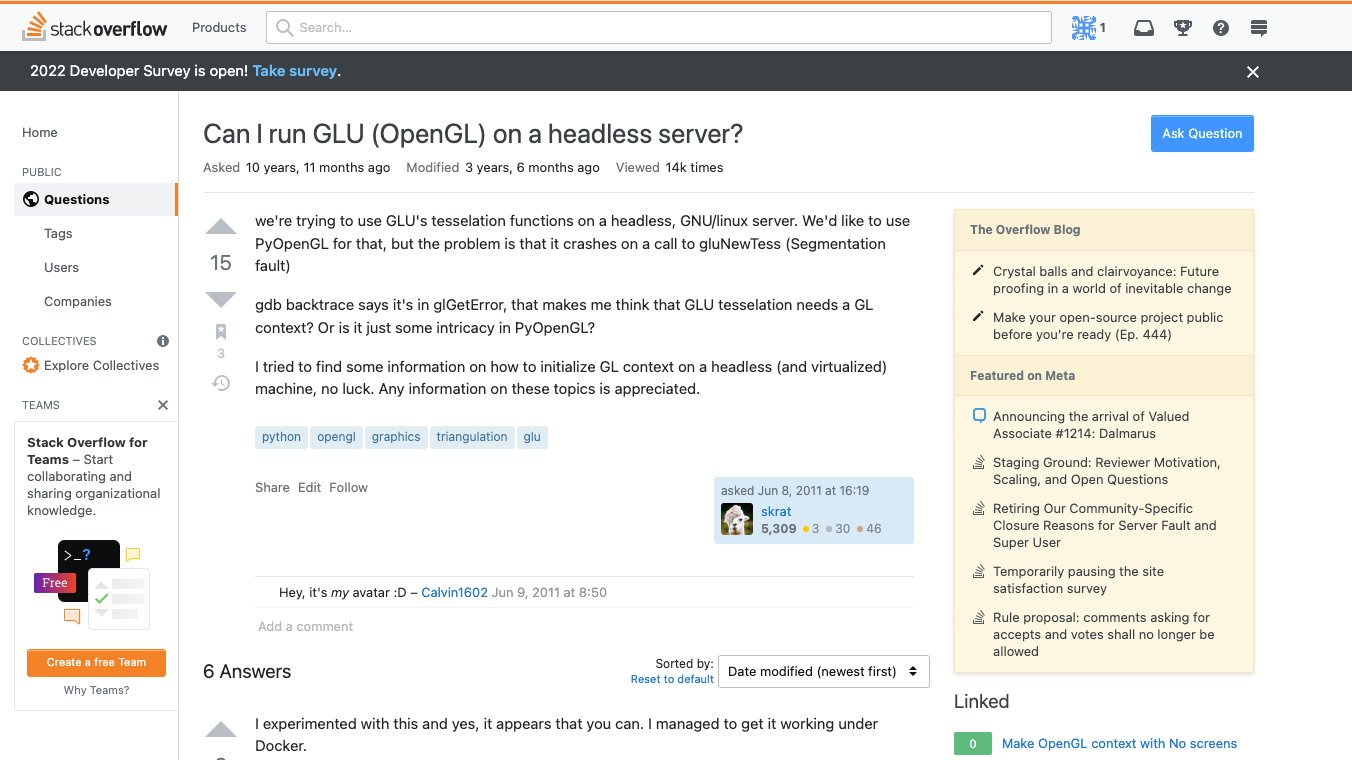 stackoverflow
Products
Search...
1
2022 Developer Survey is open! Take survey.
Home
PUBLIC
Questions
Tags
Users
Companies
COLLECTIVES
Explore Collectives
TEAMS
Stack Overflow for
Teams – Start
collaborating and
sharing organizational
knowledge.
>_?
Free
Create a free Team
Why Teams?
Can I run GLU (OpenGL) on a headless server?
Ask Question
Asked 10 years, 11 months ago Modified 3 years, 6 months ago Viewed 14k times
15
3
we're trying to use GLU's tesselation functions on a headless, GNU/linux server. We'd like to use
PyOpenGL for that, but the problem is that it crashes on a call to gluNewTess (Segmentation
fault)
gdb backtrace says it's in glGetError, that makes me think that GLU tesselation needs a GL
context? Or is it just some intricacy in PyOpenGL?
I tried to find some information on how to initialize GL context on a headless (and virtualized)
machine, no luck. Any information on these topics is appreciated.
python opengl graphics triangulation glu
Share Edit Follow
asked Jun 8, 2011 at 16:19
skrat
5,309 3 30 46
Hey, it's my avatar :D – Calvin1602 Jun 9, 2011 at 8:50
Add a comment
6 Answers
Sorted by:
Reset to default
Date modified (newest first)
I experimented with this and yes, it appears that you can. I managed to get it working under
Docker.
The Overflow Blog
Crystal balls and clairvoyance: Future
proofing in a world of inevitable change
Make your open-source project public
before you're ready (Ep. 444)
Featured on Meta
Announcing the arrival of Valued
Associate #1214: Dalmarus
Staging Ground: Reviewer Motivation,
Scaling, and Open Questions
Retiring Our Community-Specific
Closure Reasons for Server Fault and
Super User
Temporarily pausing the site
satisfaction survey
Rule proposal: comments asking for
accepts and votes shall no longer be
allowed
Linked
0 Make OpenGL context with No screens